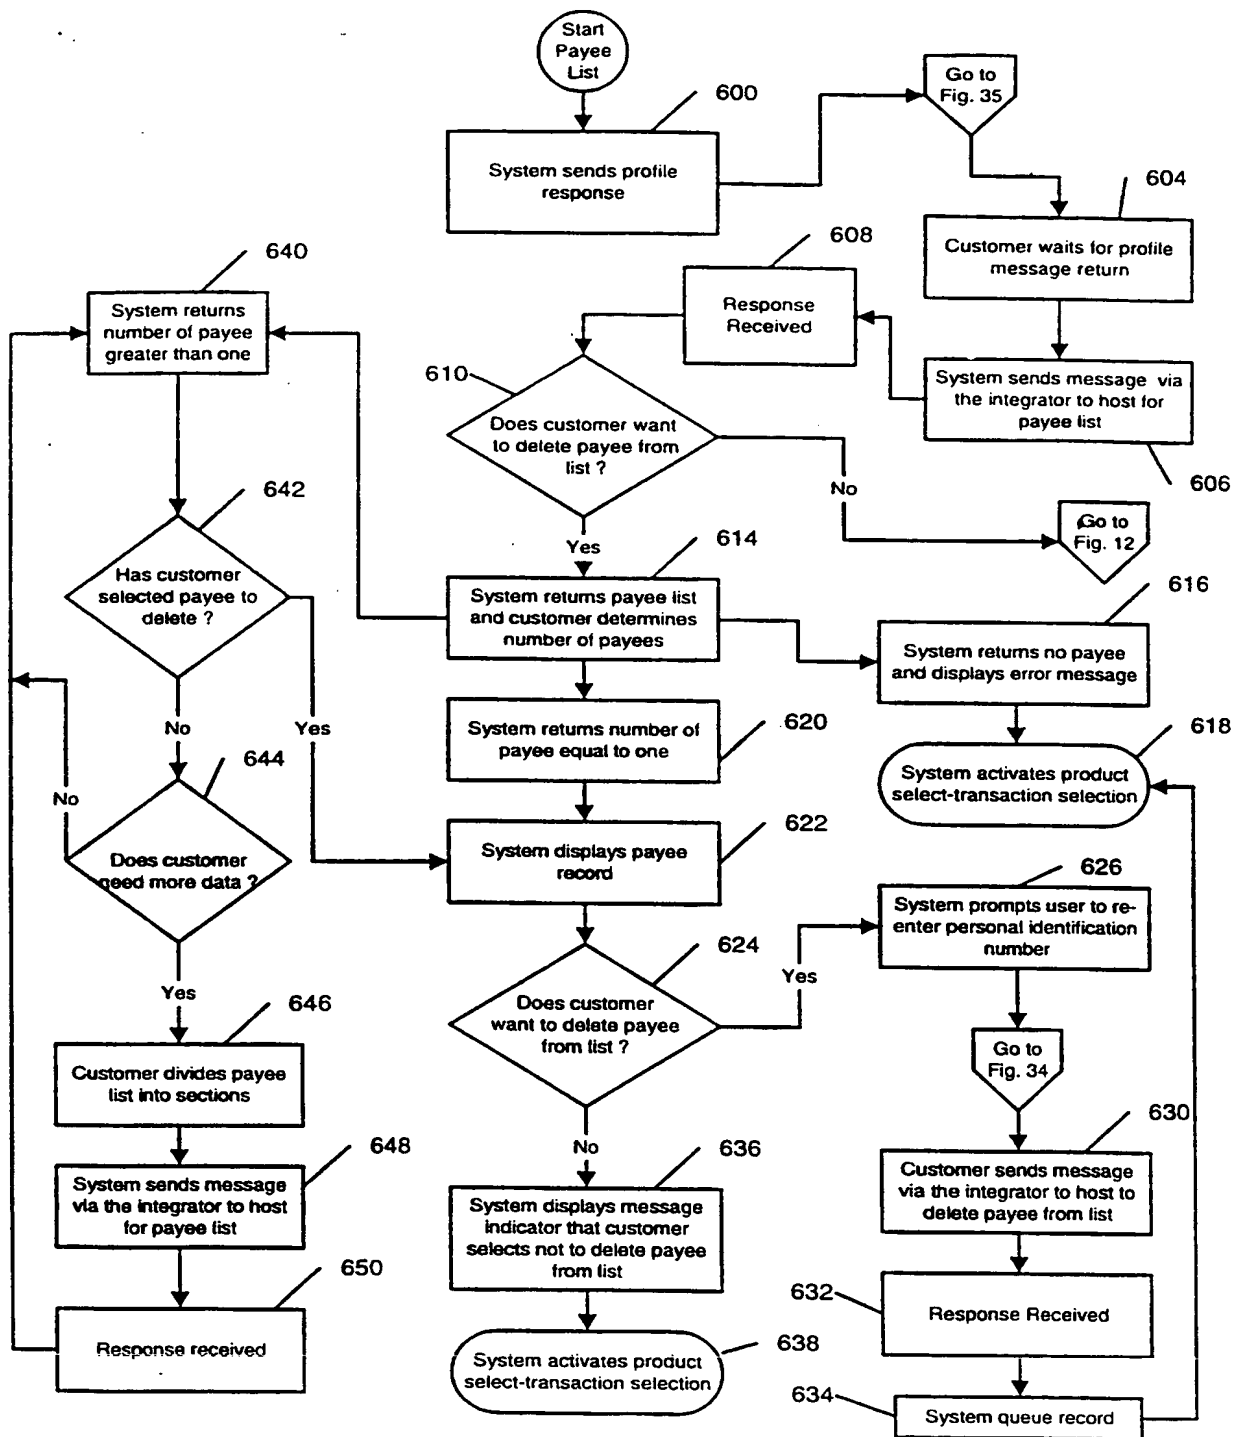 Start
Payee
List
600
Go to
Fig. 35
System sends profile
response
604
Customer waits for profile
message return
608
Response
Received
640
System returns
number of payee
greater than one
610
Does customer want
to delete payee from
list ?
System sends message via
the integrator to host for
payee list
606
No
Go to
Fig. 12
Yes
642
Has customer
selected payee to
delete ?
614
System returns payee list
and customer determines
number of payees
616
System returns no payee
and displays error message
No
Yes
620
System returns number of
payee equal to one
618
System activates product
select-transaction selection
644
No
Does customer
need more data ?
622
System displays payee
record
626
System prompts user to re-
enter personal identification
number
624
Does customer
want to delete payee
from list ?
Yes
Yes
Go to
Fig. 34
646
Customer divides payee
list into sections
No
630
Customer sends message
via the integrator to host to
delete payee from list
648
System sends message
via the integrator to host
for payee list
636
System displays message
indicator that customer
selects not to delete payee
from list
650
Response received
632
Response Received
638
System activates product
select-transaction selection
634
System queue record